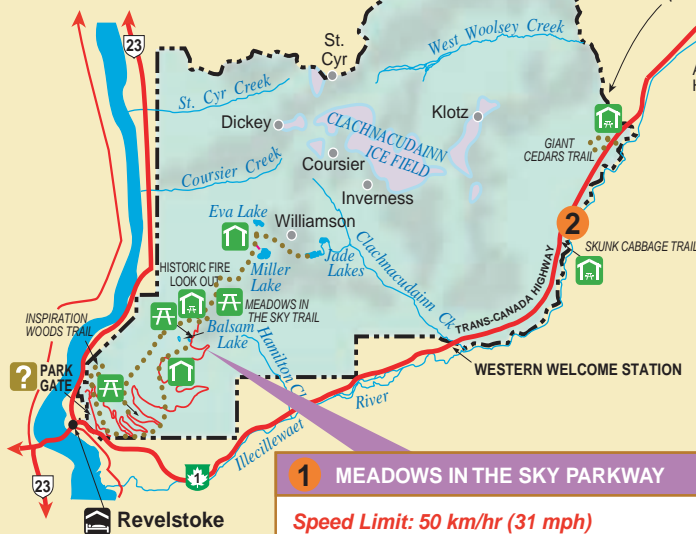 23
St.
Cyr
West Woolsey Creek
St. Cyr Creek
Dickey
CLACHNACUDAINN
ICE FIELD
Klotz
GIANT
CEDARS TRAIL
Coursier
Coursier Creek
Inverness
Eva Lake
Williamson
2
SKUNK CABBAGE TRAIL
Jade
Lakes
Miller
Lake
Clachnacudainn Ck
TRANS-CANADA HIGHWAY
HISTORIC FIRE
LOOK OUT
MEADOWS IN
THE SKY TRAIL
INSPIRATION
WOODS TRAIL
Balsam
Lake
Hamilton
?
PARK
GATE
WESTERN WELCOME STATION
Illecillewaet
River
1
23
Revelstoke
1 MEADOWS IN THE SKY PARKWAY
Speed Limit: 50 km/hr (31 mph)